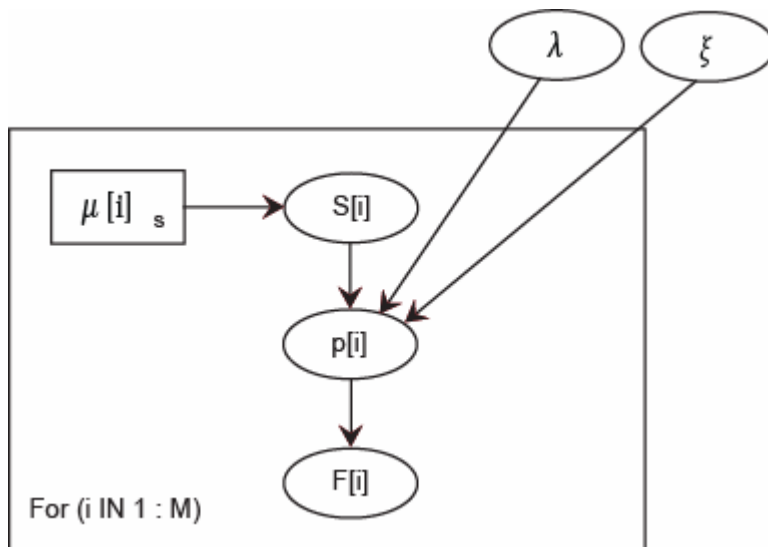 λ
ξ
μ [i] s
S[i]
p[i]
F[i]
For (i IN 1 : M)